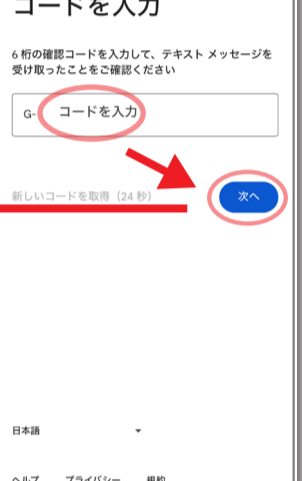 コードを入力
6 桁の確認コードを入力して、テキスト メッセージを
受け取ったことをご確認ください
G- コードを入力
新しいコードを取得（24 秒）
次へ
日本語
ヘルプ プライバシー 規約